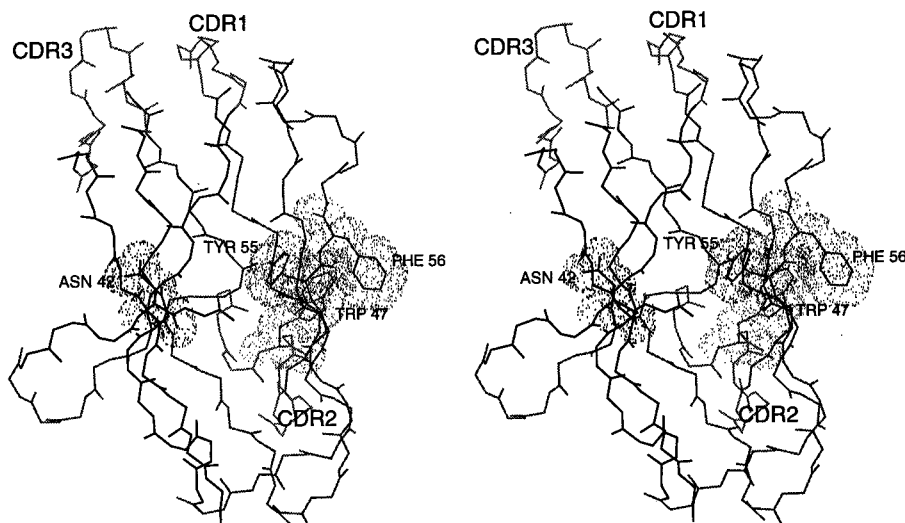 CDR3
CDR1
TYR 55
PHE 56
ASN 42
TRP 47
CDR2
CDR3
CDR1
TYR 55
PHE 56
ASN 42
TRP 47
CDR2